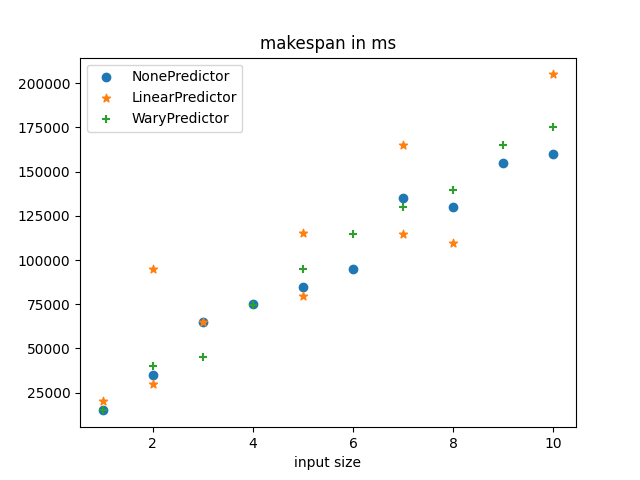 makespan in ms
NonePredictor
LinearPredictor
WaryPredictor
200000
175000
150000
125000
100000
75000
50000
25000
2 4 6 8 10
input size